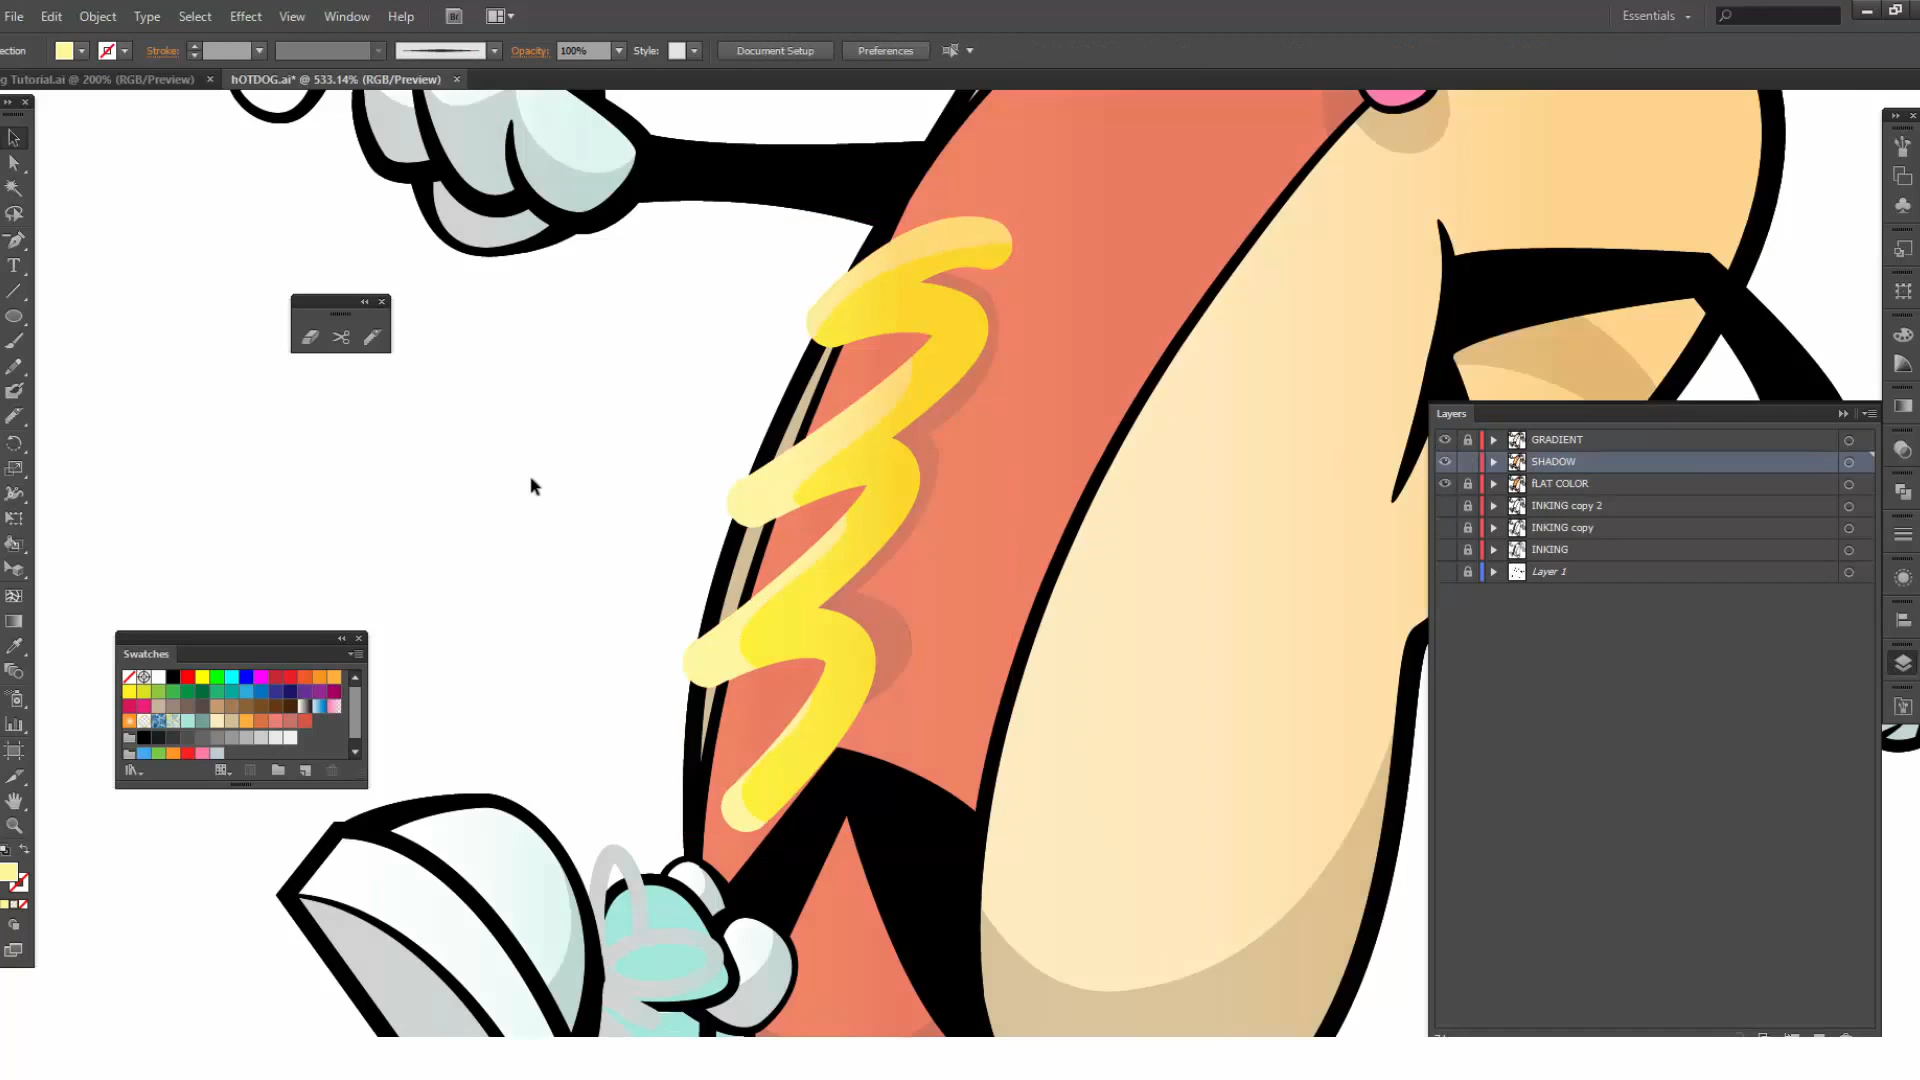 File Edit Object Type Select Effect View Window Help Br Essentials
ection Stroke: Opacity: 100% Style: Document Setup Preferences
g Tutorial.ai @ 200% (RGB/Preview) × hOTDOG.ai* @ 533.14% (RGB/Preview) ×
Layers
GRADIENT
SHADOW
fLAT COLOR
INKING copy 2
INKING copy
INKING
Layer 1
Swatches